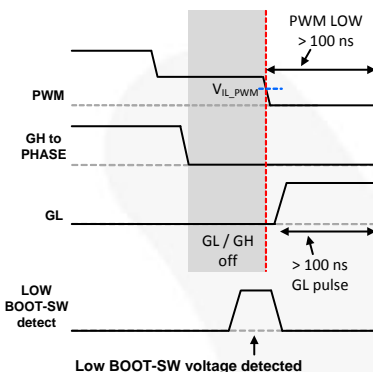 PWM LOW
> 100 ns
V_IL_PWM
PWM
GH to
PHASE
GL
GL / GH
off
> 100 ns
GL pulse
LOW
BOOT-SW
detect
Low BOOT-SW voltage detected